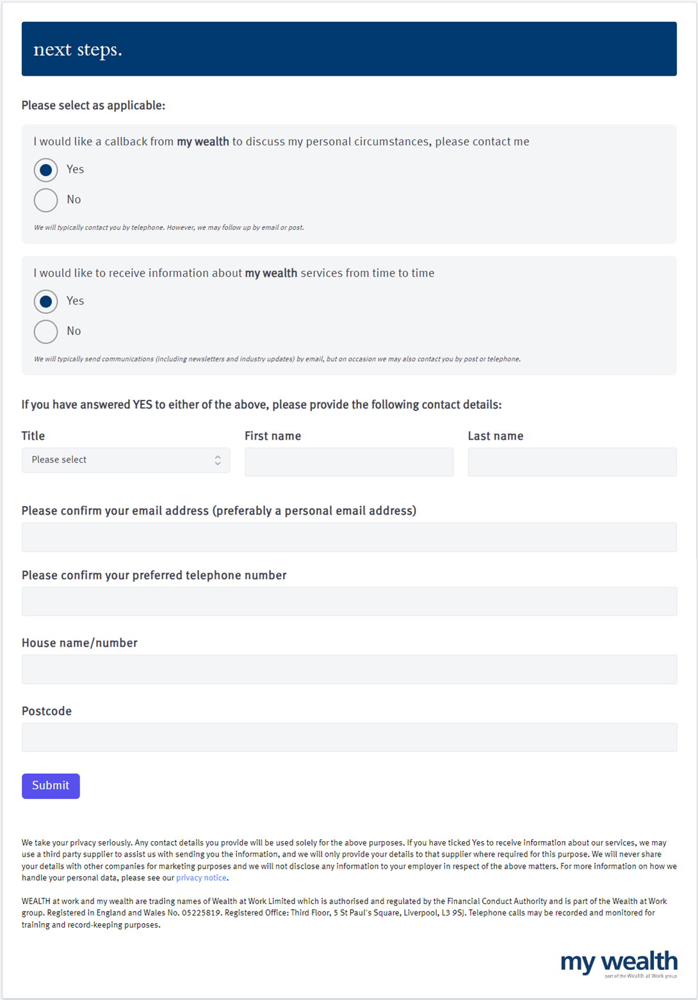 next steps.
Please select as applicable:
I would like a callback from my wealth to discuss my personal circumstances, please contact me
Yes
No
We will typically contact you by telephone. However, we may follow up by email or post.
I would like to receive information about my wealth services from time to time
Yes
No
We will typically send communications (including newsletters and industry updates) by email, but on occasion we may also contact you by post or telephone.
If you have answered YES to either of the above, please provide the following contact details:
Title First name Last name
Please select
Please confirm your email address (preferably a personal email address)
Please confirm your preferred telephone number
House name/number
Postcode
Submit
We take your privacy seriously. Any contact details you provide will be used solely for the above purposes. If you have ticked Yes to receive information about our services, we may
use a third party supplier to assist us with sending you the information, and we will only provide your details to that supplier where required for this purpose. We will never share
your details with other companies for marketing purposes and we will not disclose any information to your employer in respect of the above matters. For more information on how we
handle your personal data, please see our privacy notice.
WEALTH at work and my wealth are trading names of Wealth at Work Limited which is authorised and regulated by the Financial Conduct Authority and is part of the Wealth at Work
group. Registered in England and Wales No. 05225819. Registered Office: Third Floor, 5 St Paul's Square, Liverpool, L3 9SJ. Telephone calls may be recorded and monitored for
training and record-keeping purposes.
my wealth
part of the Wealth at Work group